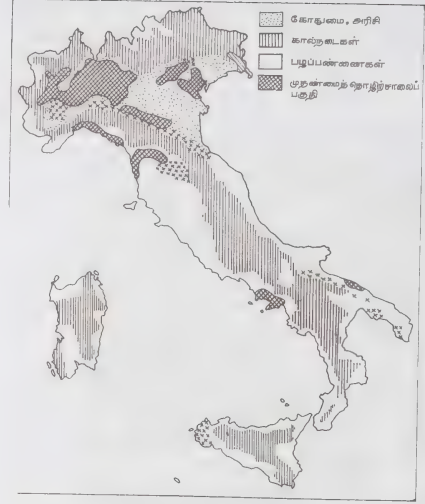 கோதுமை, அரிசி
கால்நடைகள்
பழப்பண்ணைகள்
முதன்மைத் தொழிற்சாலைப்
பகுதி